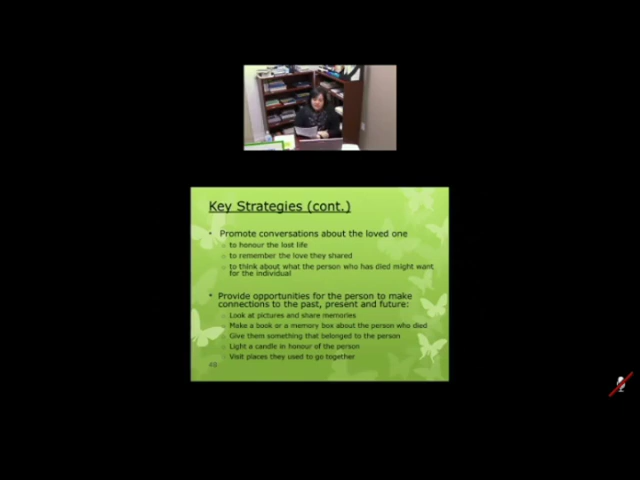 Key Strategies (cont.)
• Promote conversations about the loved one
○ to honour the lost life
○ to remember the love they shared
○ to think about what the person who has died might want
for the individual
• Provide opportunities for the person to make
connections to the past, present and future:
○ Look at pictures and share memories
○ Make a book or a memory box about the person who died
○ Give them something that belonged to the person
○ Light a candle in honour of the person
○ Visit places they used to go together
48